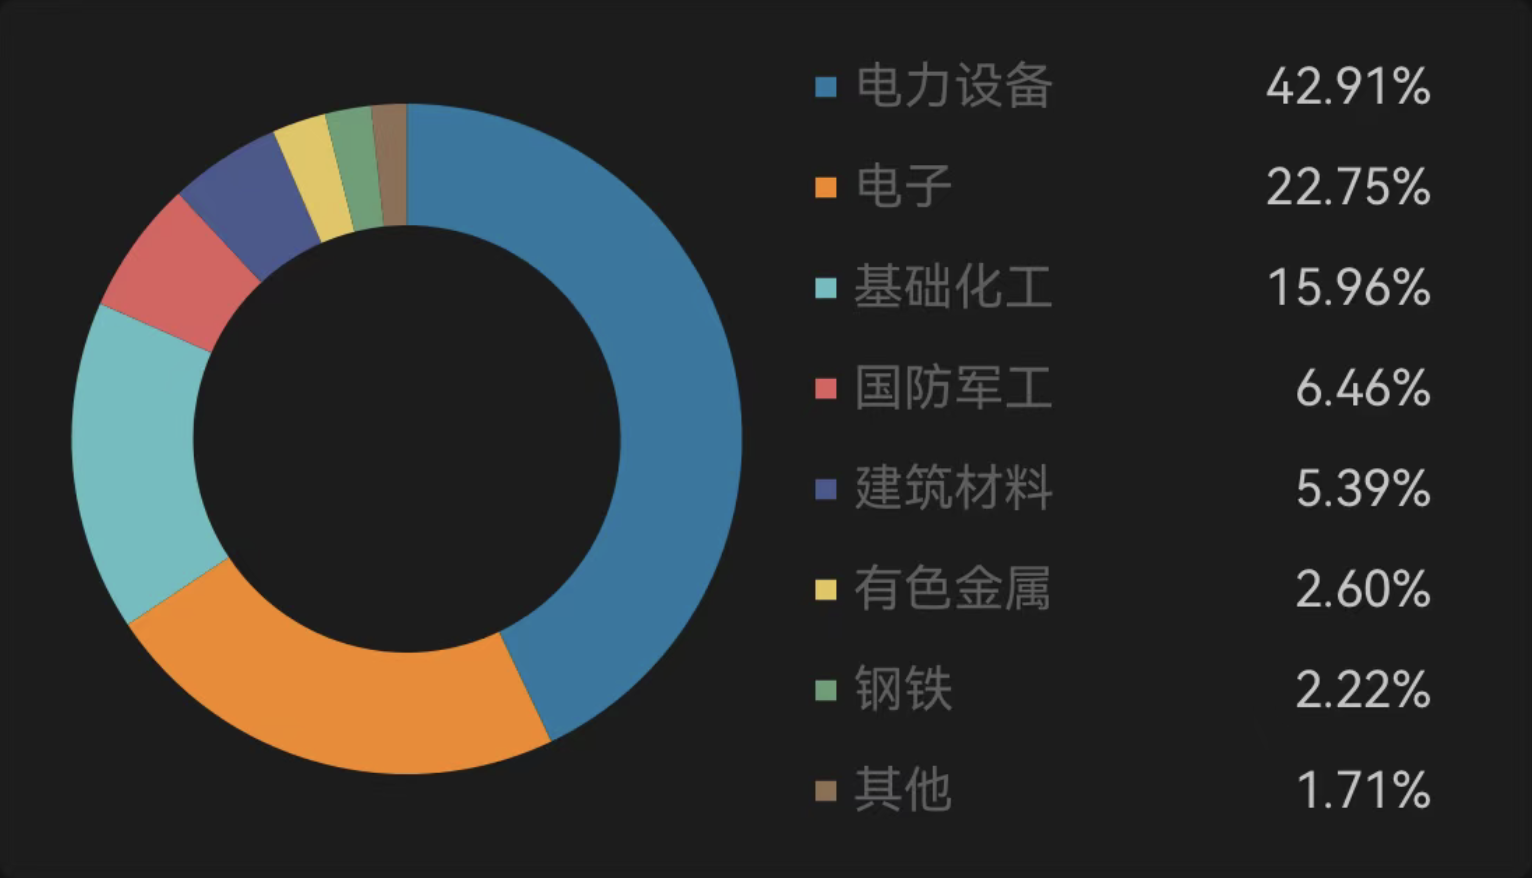 电力设备 42.91%
电子 22.75%
基础化工 15.96%
国防军工 6.46%
建筑材料 5.39%
有色金属 2.60%
钢铁 2.22%
其他 1.71%